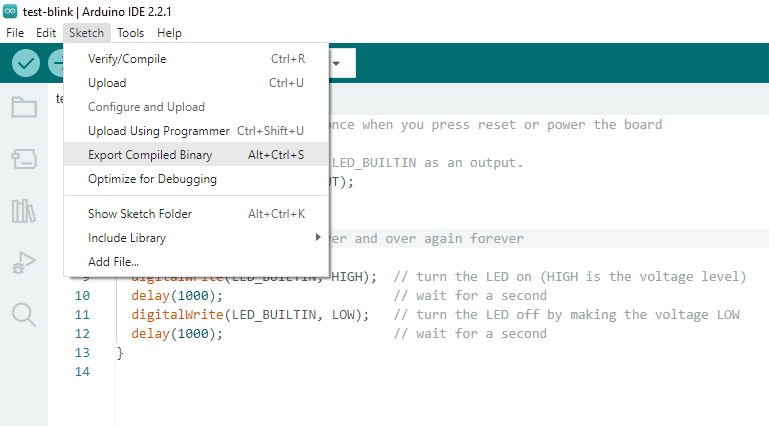 test-blink | Arduino IDE 2.2.1
File Edit Sketch Tools Help
Verify/Compile Ctrl+R
Upload Ctrl+U
Configure and Upload
Upload Using Programmer Ctrl+Shift+U
Export Compiled Binary Alt+Ctrl+S
Optimize for Debugging
Show Sketch Folder Alt+Ctrl+K
Include Library
Add File...
once when you press reset or power the board
LED_BUILTIN as an output.
UT);
ver and over again forever
9 digitalWrite(LED_BUILTIN, HIGH); // turn the LED on (HIGH is the voltage level)
10 delay(1000); // wait for a second
11 digitalWrite(LED_BUILTIN, LOW); // turn the LED off by making the voltage LOW
12 delay(1000); // wait for a second
13 }
14